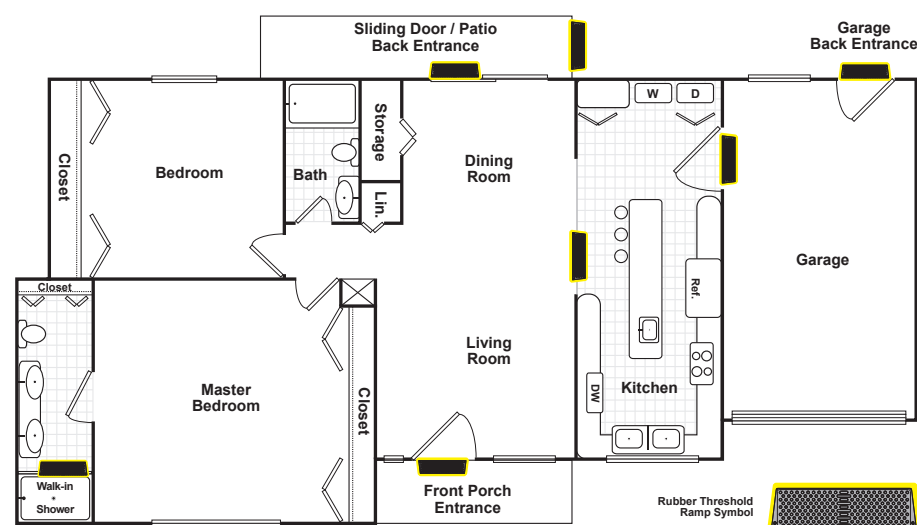 Sliding Door / Patio
Back Entrance
Garage
Back Entrance
W
D
Closet
Bedroom
Bath
Storage
Lin.
Dining
Room
Garage
Closet
Ref.
Living
Room
Master
Bedroom
Closet
DW
Kitchen
Walk-in
Shower
Front Porch
Entrance
Rubber Threshold
Ramp Symbol